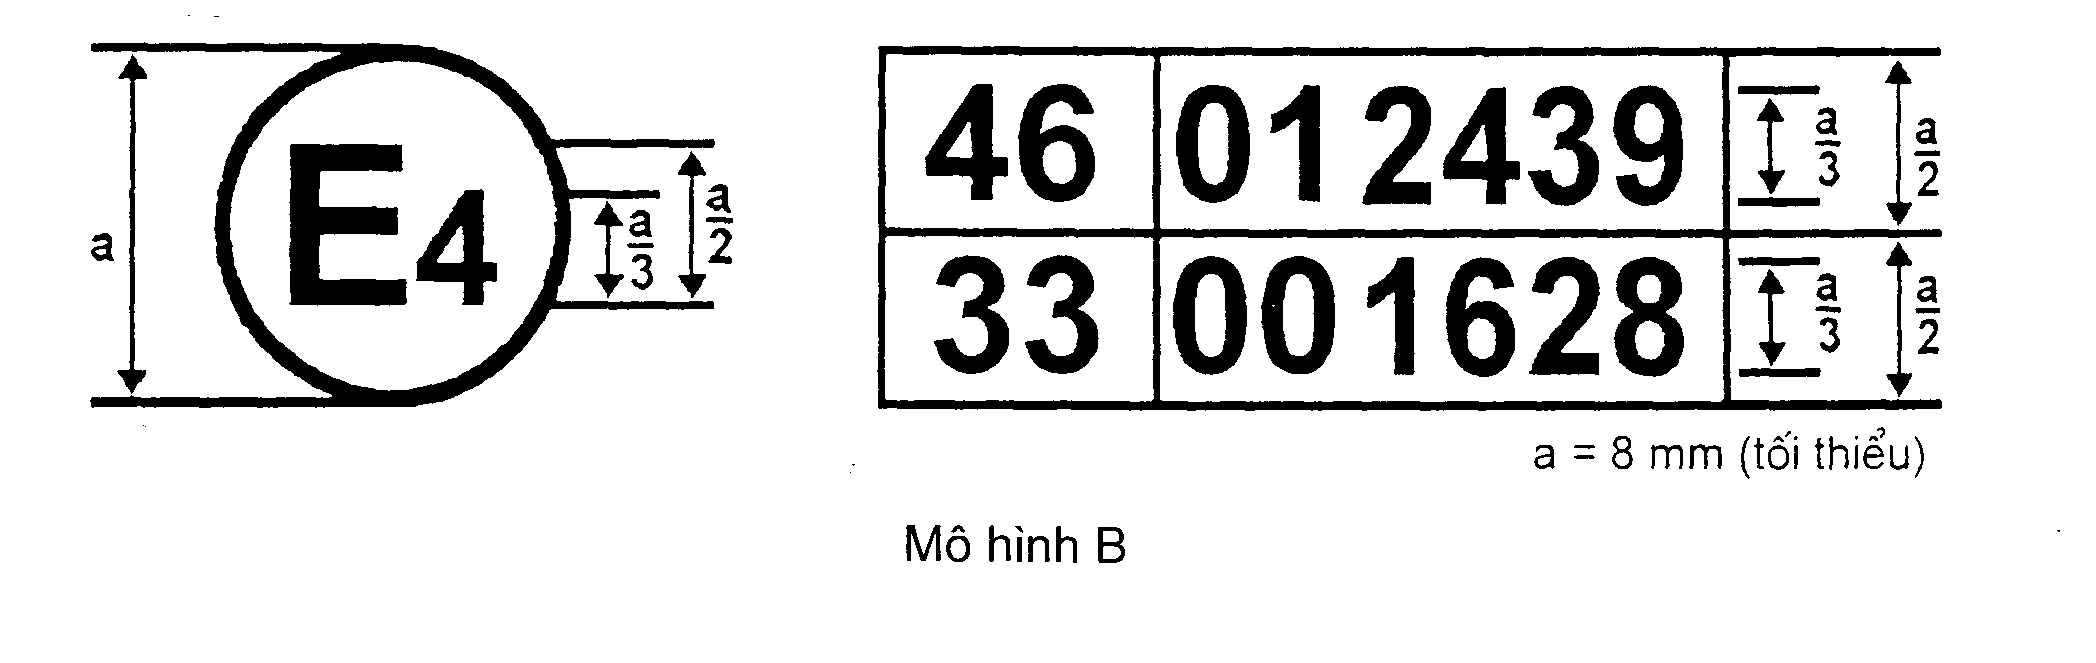 a
E4
a/3
a/2
46 012439 a/3 a/2
33 001628 a/3 a/2
a = 8 mm (tối thiểu)
Mô hình B